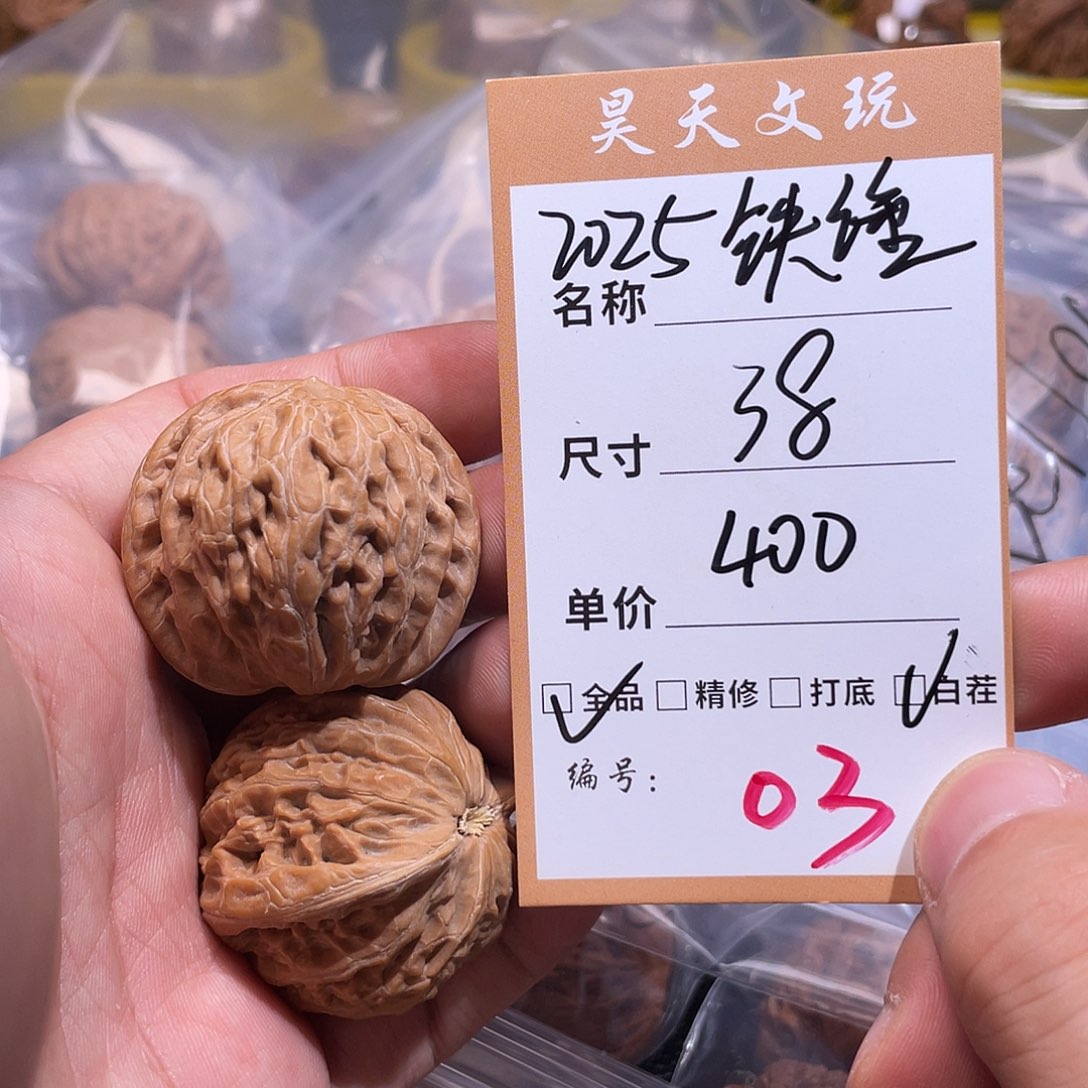 昊天文玩
2025 铁
名称
38
尺寸
400
单价
全品 精修 打底 白茬
编号: 03